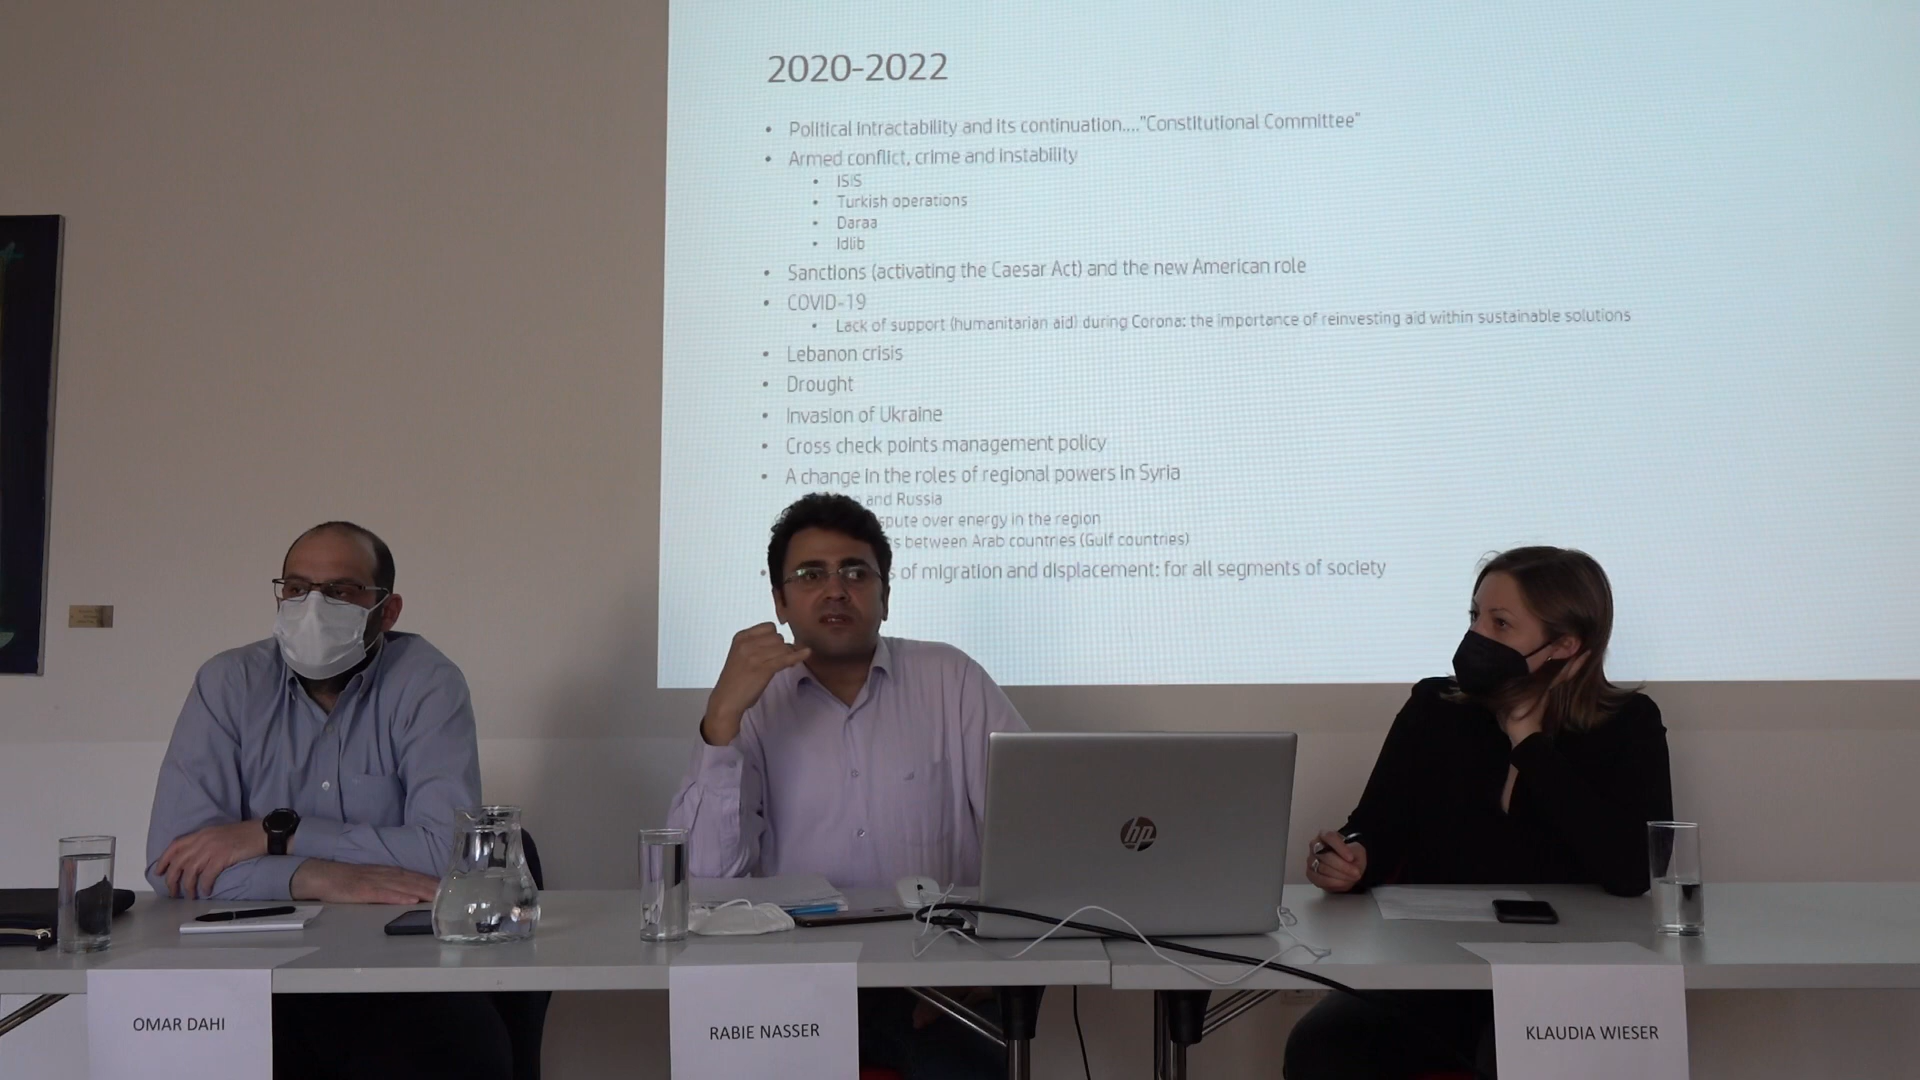 2020-2022
• Political intractability and its continuation...."Constitutional Committee"
• Armed conflict, crime and instability
• ISIS
• Turkish operations
• Daraa
• Idlib
• Sanctions (activating the Caesar Act) and the new American role
• COVID-19
• Lack of support (humanitarian aid) during Corona: the importance of reinvesting aid within sustainable solutions
• Lebanon crisis
• Drought
• Invasion of Ukraine
• Cross check points management policy
• A change in the roles of regional powers in Syria
and Russia
over energy in the region
between Arab countries (Gulf countries)
• of migration and displacement: for all segments of society
hp
OMAR DAHI
RABIE NASSER
KLAUDIA WIESER